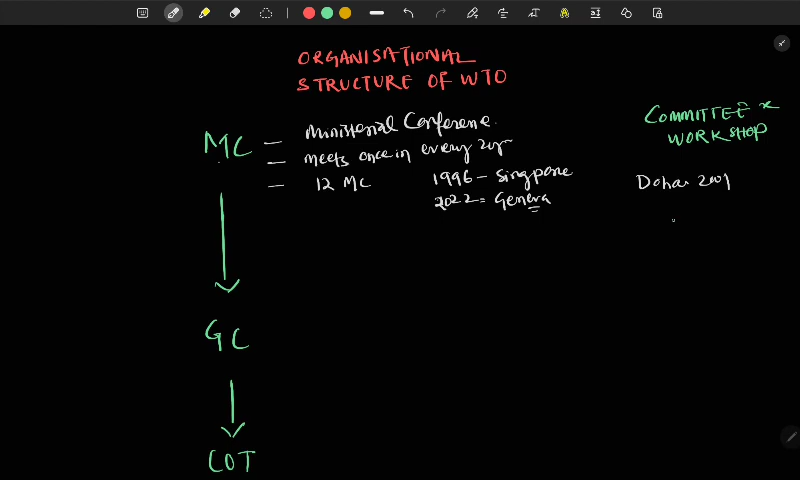 ORGANISATIONAL
STRUCTURE OF WTO
MC
- Ministerial Conference.
- meets once in every 2yr
- 12 MC
1996 - Singpore
2022 = Geneva
COMMITTEE &
WORKSHOP
Doha 2001
GC
COT